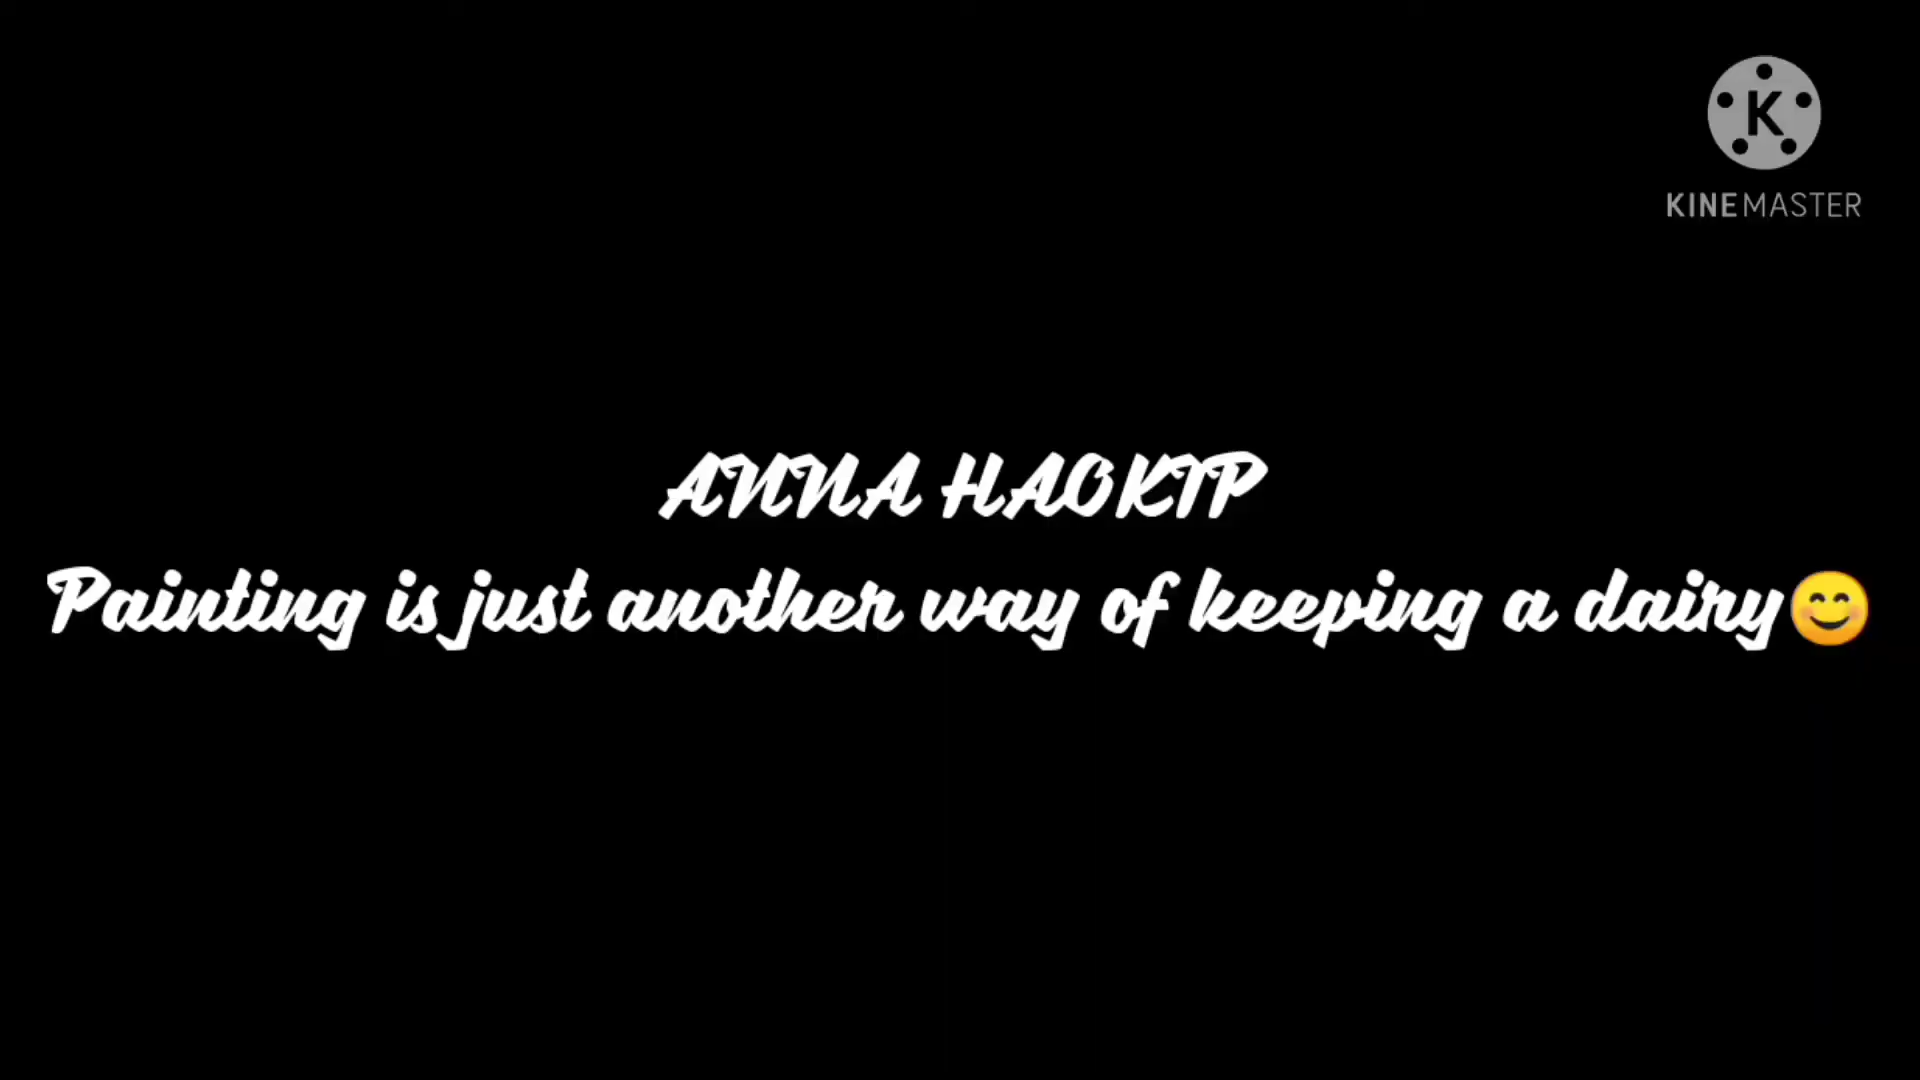 KINEMASTER
ANNA HAOKIP
Painting is just another way of keeping a dairy😊